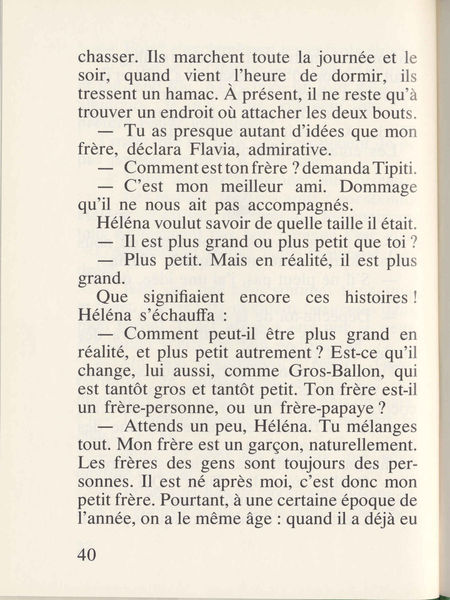 chasser. Ils marchent toute la journée et le
soir, quand vient l'heure de dormir, ils
tressent un hamac. À présent, il ne reste qu'à
trouver un endroit où attacher les deux bouts.
— Tu as presque autant d'idées que mon
frère, déclara Flavia, admirative.
— Comment est ton frère ? demanda Tipiti.
— C'est mon meilleur ami. Dommage
qu'il ne nous ait pas accompagnés.
Héléna voulut savoir de quelle taille il était.
— Il est plus grand ou plus petit que toi ?
— Plus petit. Mais en réalité, il est plus
grand.
Que signifiaient encore ces histoires !
Héléna s'échauffa :
— Comment peut-il être plus grand en
réalité, et plus petit autrement ? Est-ce qu'il
change, lui aussi, comme Gros-Ballon, qui
est tantôt gros et tantôt petit. Ton frère est-il
un frère-personne, ou un frère-papaye ?
— Attends un peu, Héléna. Tu mélanges
tout. Mon frère est un garçon, naturellement.
Les frères des gens sont toujours des per-
sonnes. Il est né après moi, c'est donc mon
petit frère. Pourtant, à une certaine époque de
l'année, on a le même âge : quand il a déjà eu
40